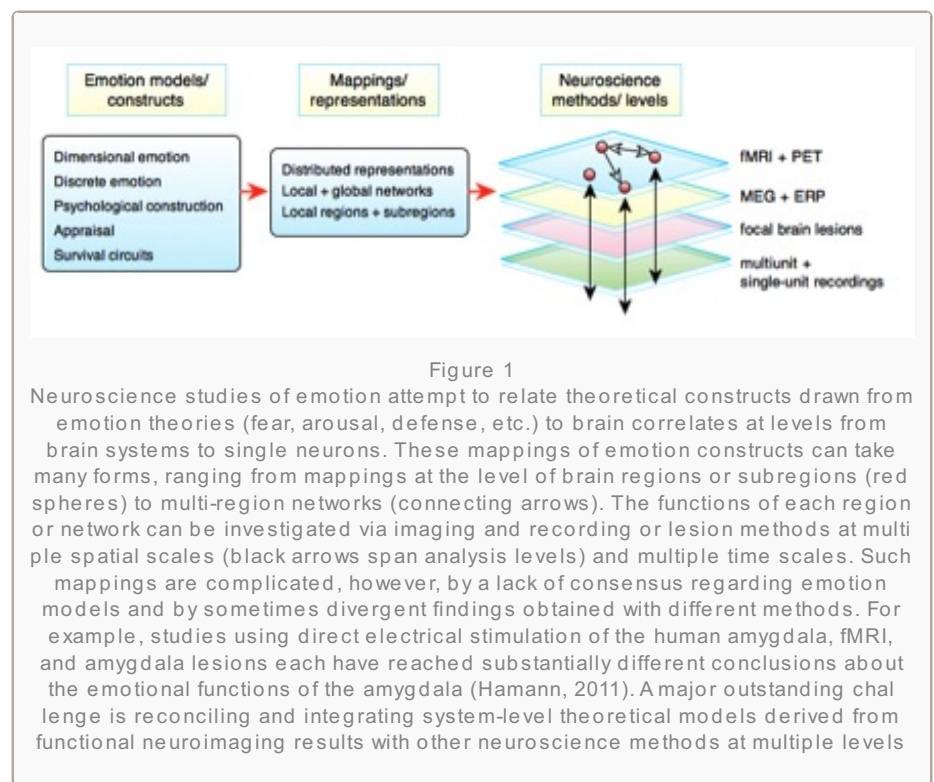 Emotion models/
constructs
Mappings/
representations
Neuroscience
methods/ levels
Dimensional emotion
Discrete emotion
Psychological construction
Appraisal
Survival circuits
Distributed representations
Local + global networks
Local regions + subregions
fMRI + PET
MEG + ERP
focal brain lesions
multiunit +
single-unit recordings
Figure 1
Neuroscience studies of emotion attempt to relate theoretical constructs drawn from
emotion theories (fear, arousal, defense, etc.) to brain correlates at levels from
brain systems to single neurons. These mappings of emotion constructs can take
many forms, ranging from mappings at the level of brain regions or subregions (red
spheres) to multi-region networks (connecting arrows). The functions of each region
or network can be investigated via imaging and recording or lesion methods at multi
ple spatial scales (black arrows span analysis levels) and multiple time scales. Such
mappings are complicated, however, by a lack of consensus regarding emotion
models and by sometimes divergent findings obtained with different methods. For
example, studies using direct electrical stimulation of the human amygdala, fMRI,
and amygdala lesions each have reached substantially different conclusions about
the emotional functions of the amygdala (Hamann, 2011). A major outstanding chal
lenge is reconciling and integrating system-level theoretical models derived from
functional neuroimaging results with other neuroscience methods at multiple levels